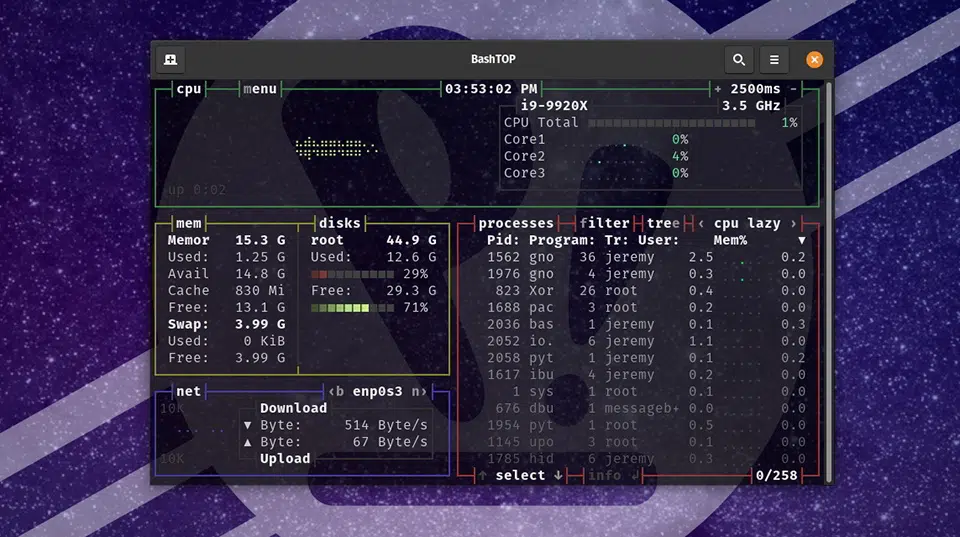 BashTOP
cpu menu 03:53:02 PM + 2500ms -
i9-9920X 3.5 GHz
CPU Total 1%
Core1 0%
Core2 4%
Core3 0%
up 0:02
mem disks
Memor 15.3 G root 44.9 G
Used: 1.25 G Used: 12.6 G
Avail 14.8 G 29%
Cache 830 Mi Free: 29.3 G
Free: 13.1 G 71%
Swap: 3.99 G
Used: 0 KiB
Free: 3.99 G
net ‹b enp0s3 n›
10K Download
▼ Byte: 514 Byte/s
▲ Byte: 67 Byte/s
10K Upload
processes filter tree ‹ cpu lazy ›
Pid: Program: Tr: User: Mem% ▼
1562 gno 36 jeremy 2.5 0.2
1976 gno 4 jeremy 0.3 0.0
823 Xor 26 root 0.4 0.0
1688 pac 3 root 0.2 0.0
2036 bas 1 jeremy 0.1 0.3
2052 io. 6 jeremy 1.1 0.0
2058 pyt 1 jeremy 0.1 0.2
1617 ibu 4 jeremy 0.2 0.0
1 sys 1 root 0.1 0.0
676 dbu 1 messageb+ 0.0 0.0
1954 pyt 1 root 0.5 0.0
1145 upo 3 root 0.1 0.0
1785 hid 6 jeremy 0.3 0.0
↑ select ↓ info ↲ 0/258